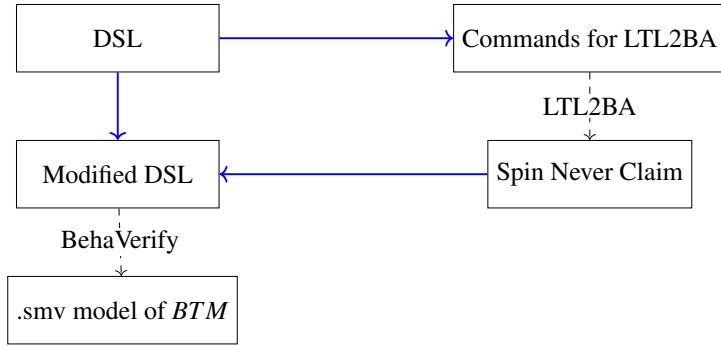 DSL
Commands for LTL2BA
LTL2BA
Modified DSL
Spin Never Claim
BehaVerify
.smv model of BTM